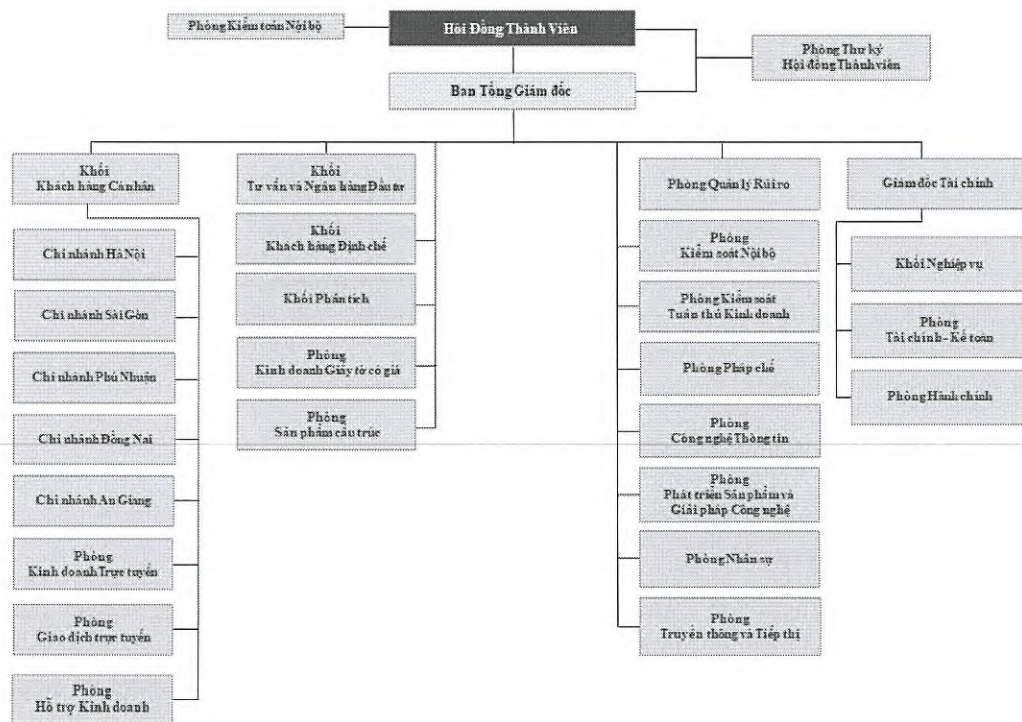 Phòng Kiểm toán Nội bộ
Hội Đồng Thành Viên
Phòng Thư ký
Hội đồng Thành viên
Ban Tổng Giám đốc
Khối
Khách hàng Cá nhân
Chi nhánh Hà Nội
Chi nhánh Sài Gòn
Chi nhánh Phú Nhuận
Chi nhánh Đồng Nai
Chi nhánh An Giang
Phòng
Kinh doanh Trực tuyến
Phòng
Giao dịch trực tuyến
Phòng
Hỗ trợ Kinh doanh
Khối
Tư vấn và Ngân hàng Đầu tư
Khối
Khách hàng Định chế
Khối Phân tích
Phòng
Kinh doanh Giấy tờ có giá
Phòng
Sản phẩm cấu trúc
Phòng Quản lý Rủi ro
Phòng
Kiểm soát Nội bộ
Phòng Kiểm soát
Tuân thủ Kinh doanh
Phòng Pháp chế
Phòng
Công nghệ Thông tin
Phòng
Phát triển Sản phẩm và
Giải pháp Công nghệ
Phòng Nhân sự
Phòng
Truyền thông và Tiếp thị
Giám đốc Tài chính
Khối Nghiệp vụ
Phòng
Tài chính - Kế toán
Phòng Hành chính